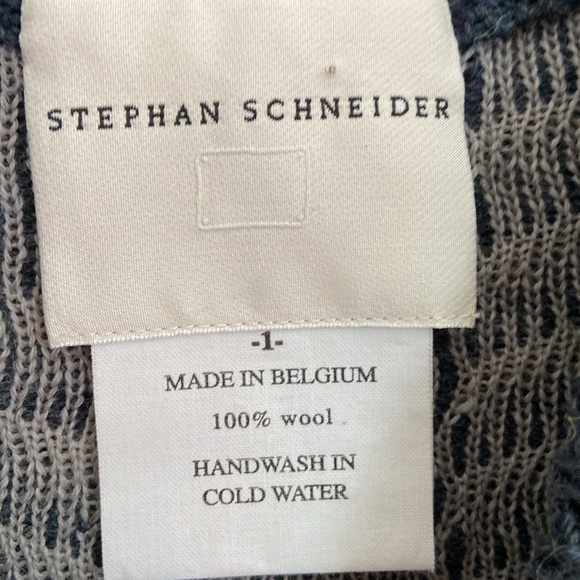 STEPHAN SCHNEIDER
-1-
MADE IN BELGIUM
100% wool
HANDWASH IN
COLD WATER